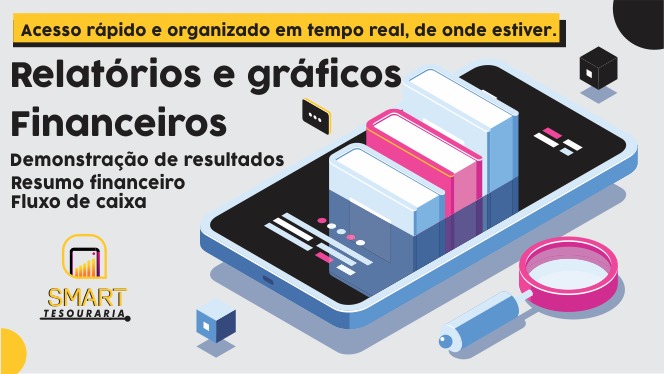 Acesso rápido e organizado em tempo real, de onde estiver.
Relatórios e gráficos
Financeiros
Demonstração de resultados
Resumo financeiro
Fluxo de caixa
SMART
TESOURARIA